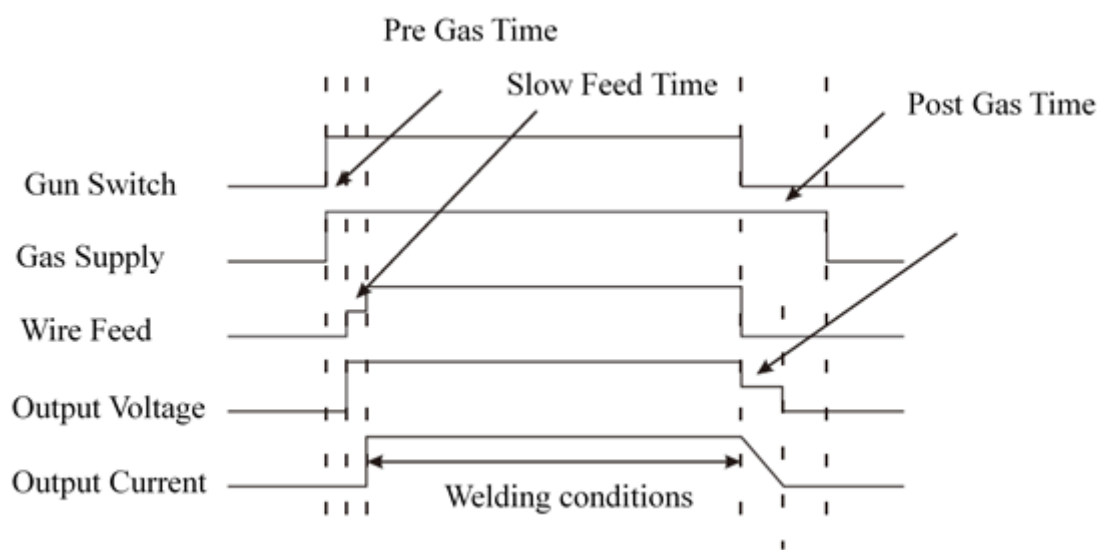 Pre Gas Time
Slow Feed Time
Post Gas Time
Gun Switch
Gas Supply
Wire Feed
Output Voltage
Output Current
Welding conditions